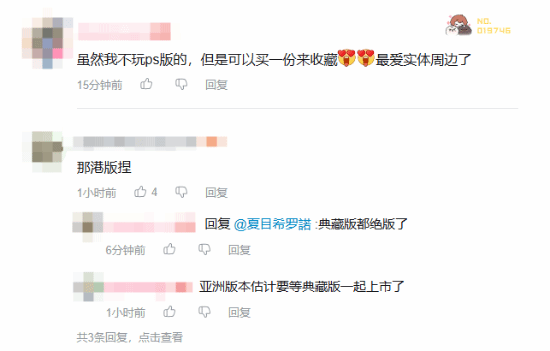 NO.
019746
虽然我不玩ps版的，但是可以买一份来收藏😍😍最爱实体周边了
15分钟前 回复
那港版捏
1小时前 4 回复
回复 @夏目希罗諾 :典藏版都绝版了
6分钟前 回复
亚洲版本估计要等典藏版一起上市了
1小时前 回复
共3条回复，点击查看